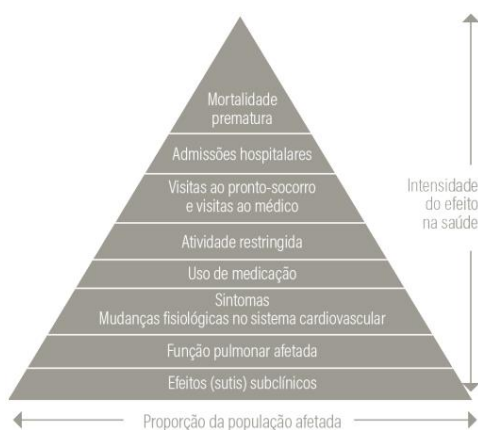 Mortalidade
prematura
Admissões hospitalares
Visitas ao pronto-socorro
e visitas ao médico
Atividade restringida
Uso de medicação
Sintomas
Mudanças fisiológicas no sistema cardiovascular
Função pulmonar afetada
Efeitos (sutis) subclínicos
Intensidade
do efeito
na saúde
Proporção da população afetada